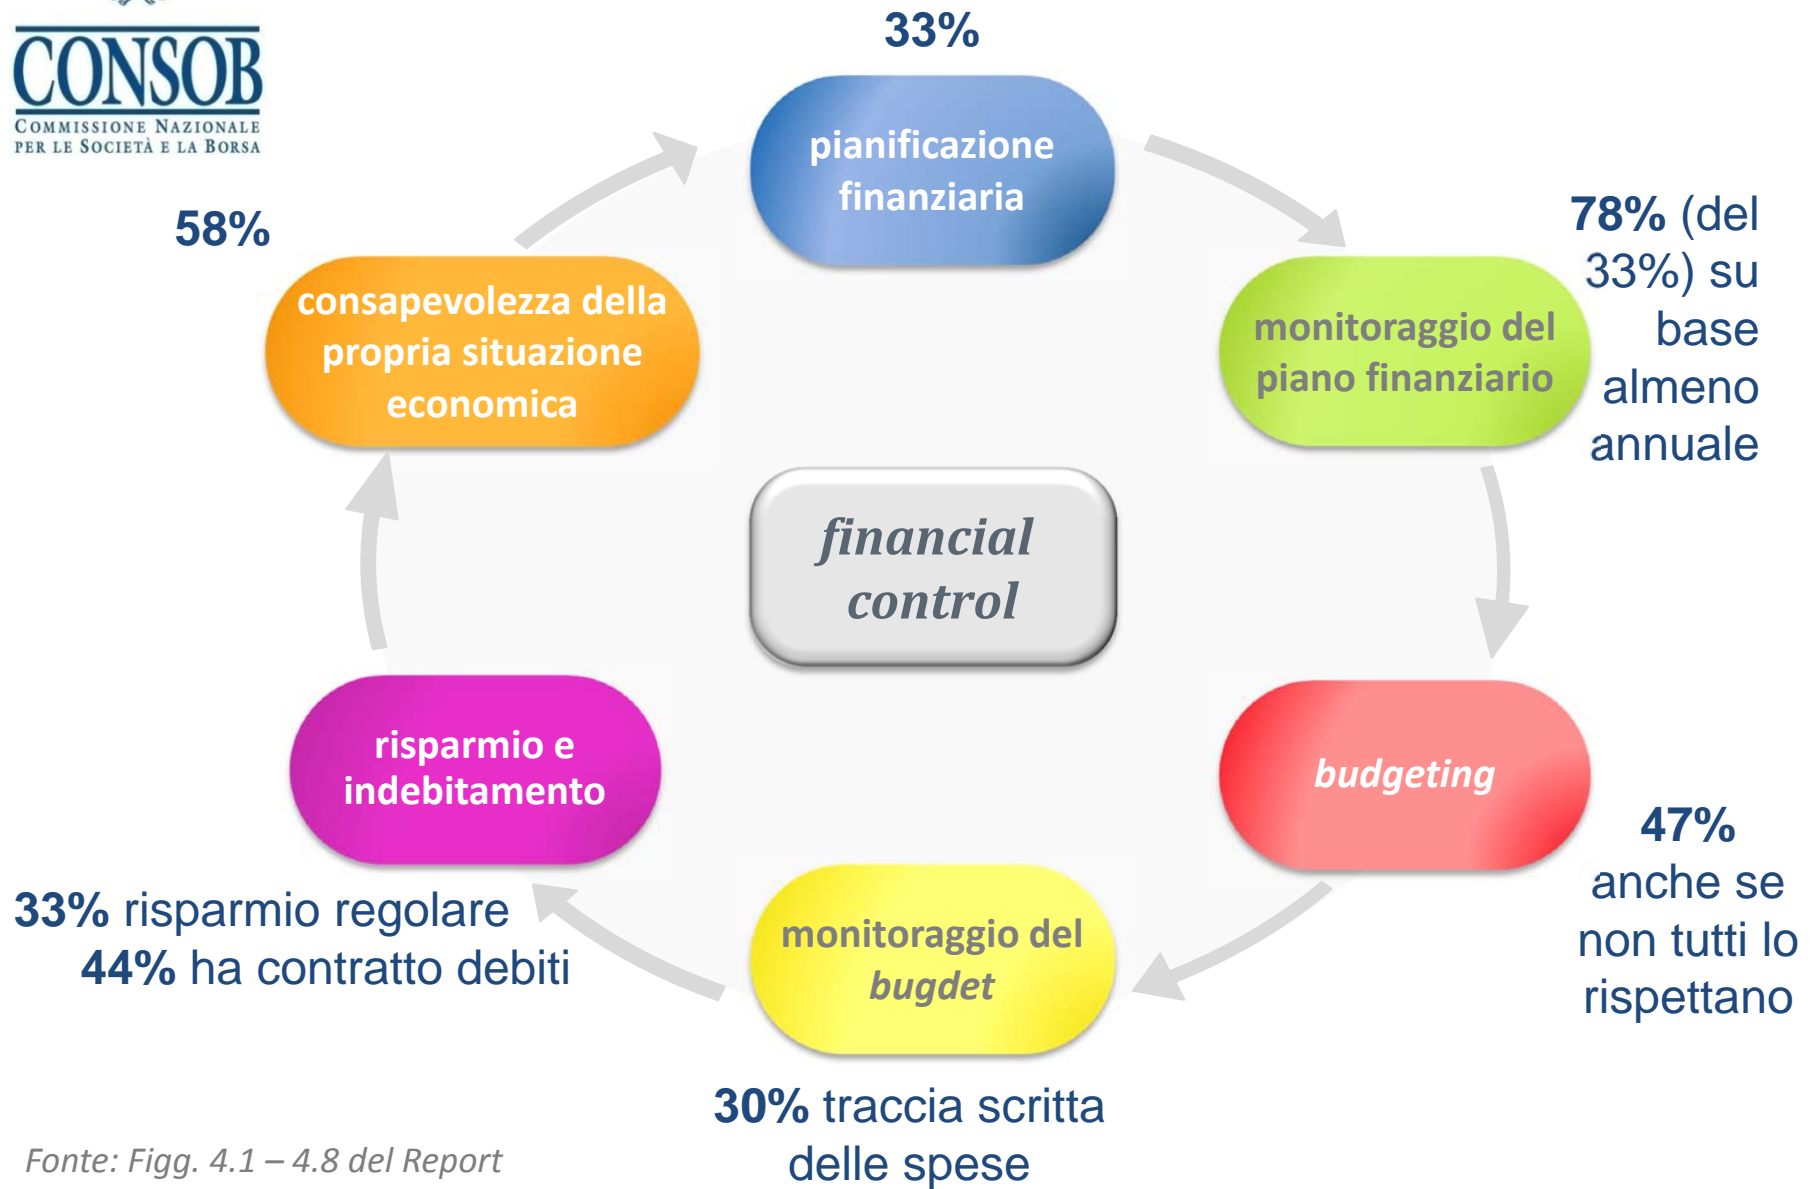 CONSOB
COMMISSIONE NAZIONALE
PER LE SOCIETÀ E LA BORSA
33%
pianificazione
finanziaria
78% (del
33%) su
base
almeno
annuale
monitoraggio del
piano finanziario
58%
consapevolezza della
propria situazione
economica
financial
control
budgeting
47%
anche se
non tutti lo
rispettano
risparmio e
indebitamento
33% risparmio regolare
44% ha contratto debiti
monitoraggio del
bugdet
30% traccia scritta
delle spese
Fonte: Figg. 4.1 – 4.8 del Report